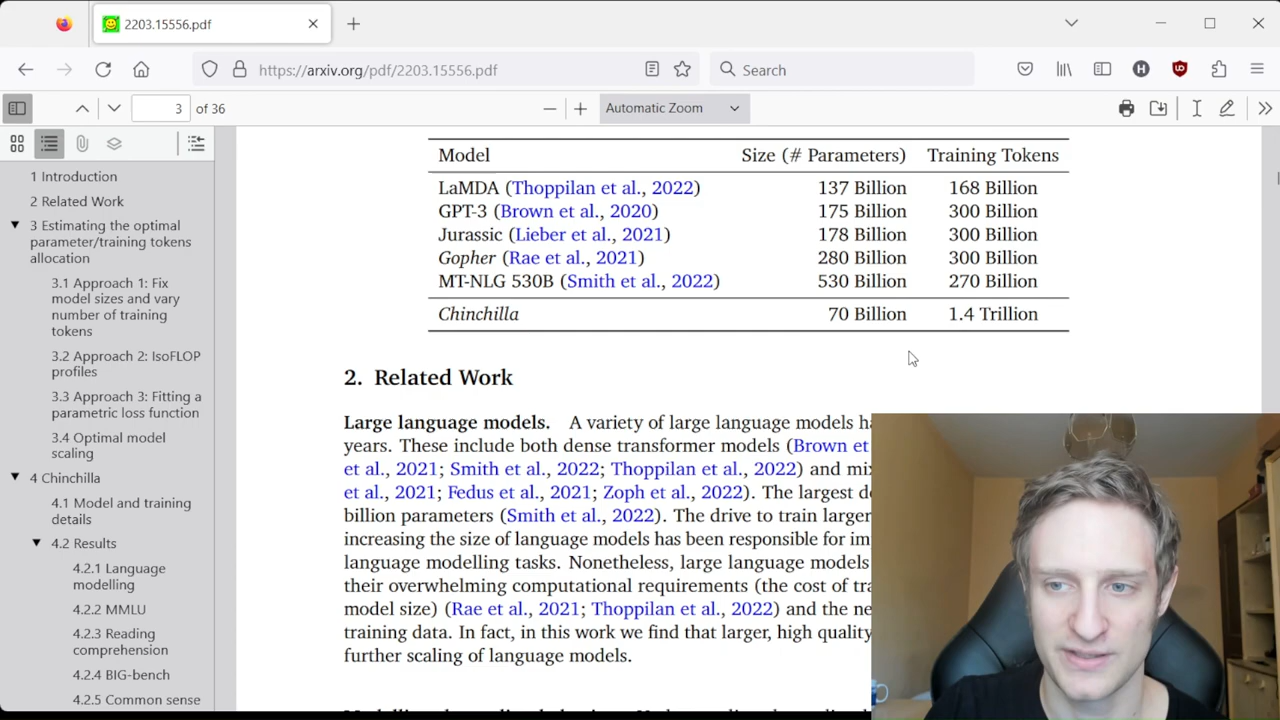 2203.15556.pdf
https://arxiv.org/pdf/2203.15556.pdf
Search
H
3 of 36
Automatic Zoom
1 Introduction
2 Related Work
3 Estimating the optimal
parameter/training tokens
allocation
3.1 Approach 1: Fix
model sizes and vary
number of training
tokens
3.2 Approach 2: IsoFLOP
profiles
3.3 Approach 3: Fitting a
parametric loss function
3.4 Optimal model
scaling
4 Chinchilla
4.1 Model and training
details
4.2 Results
4.2.1 Language
modelling
4.2.2 MMLU
4.2.3 Reading
comprehension
4.2.4 BIG-bench
4.2.5 Common sense
Model Size (# Parameters) Training Tokens
LaMDA (Thoppilan et al., 2022) 137 Billion 168 Billion
GPT-3 (Brown et al., 2020) 175 Billion 300 Billion
Jurassic (Lieber et al., 2021) 178 Billion 300 Billion
Gopher (Rae et al., 2021) 280 Billion 300 Billion
MT-NLG 530B (Smith et al., 2022) 530 Billion 270 Billion
Chinchilla 70 Billion 1.4 Trillion
2. Related Work
Large language models. A variety of large language models
years. These include both dense transformer models (Brown et
et al., 2021; Smith et al., 2022; Thoppilan et al., 2022) and
et al., 2021; Fedus et al., 2021; Zoph et al., 2022). The largest
billion parameters (Smith et al., 2022). The drive to train larger
increasing the size of language models has been responsible for
language modelling tasks. Nonetheless, large language models
their overwhelming computational requirements (the cost of
model size) (Rae et al., 2021; Thoppilan et al., 2022) and the
training data. In fact, in this work we find that larger, high quality
further scaling of language models.